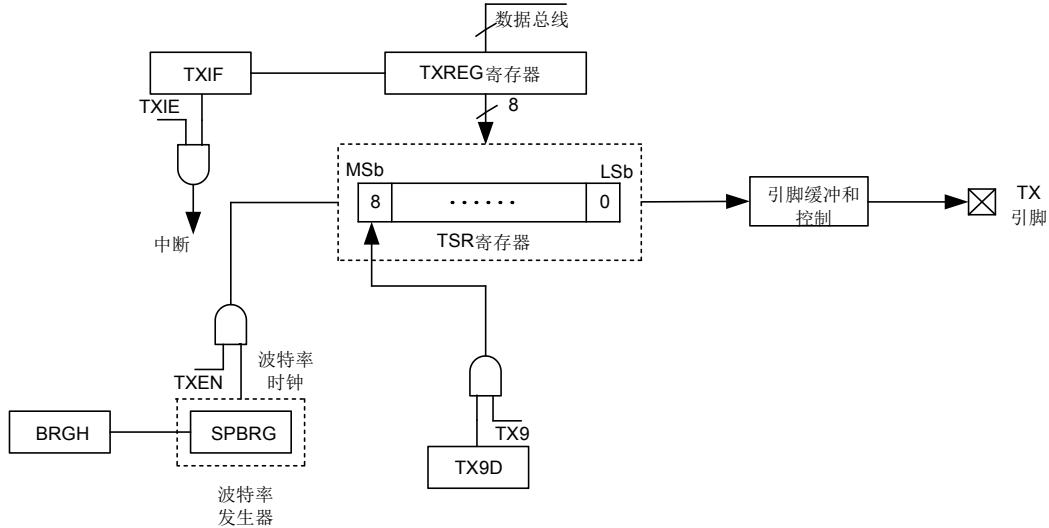 数据总线
TXIF
TXREG寄存器
TXIE
8
MSb
LSb
8
······
0
TSR寄存器
引脚缓冲和
控制
TX
引脚
中断
TXEN
波特率
时钟
BRGH
SPBRG
TX9
TX9D
波特率
发生器